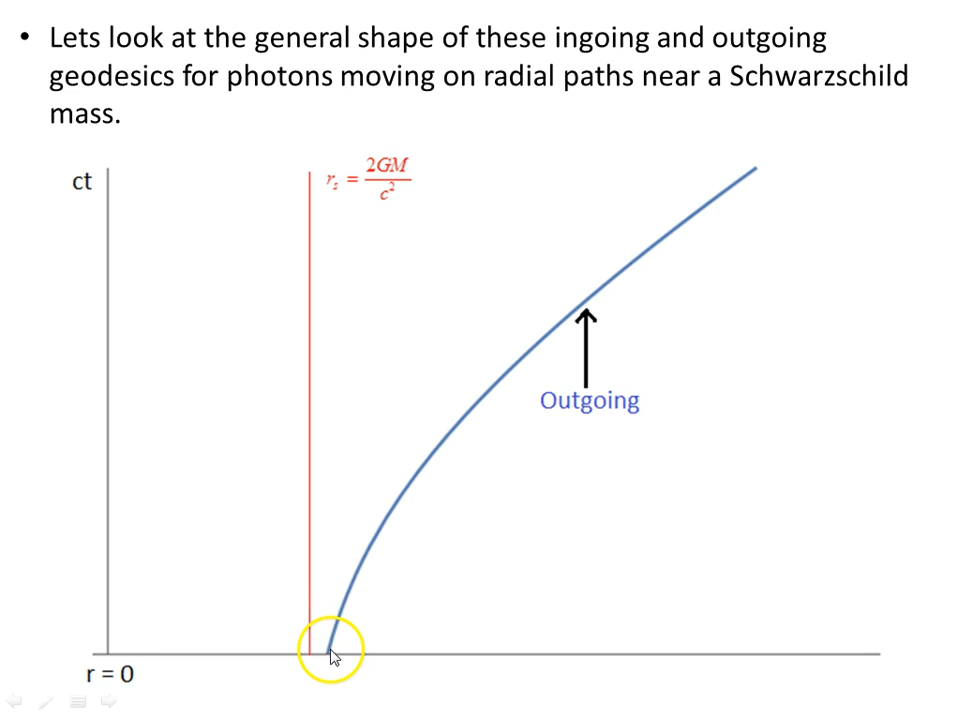 • Lets look at the general shape of these ingoing and outgoing
geodesics for photons moving on radial paths near a Schwarzschild
mass.
ct
r_s = 2GM/c²
Outgoing
r = 0